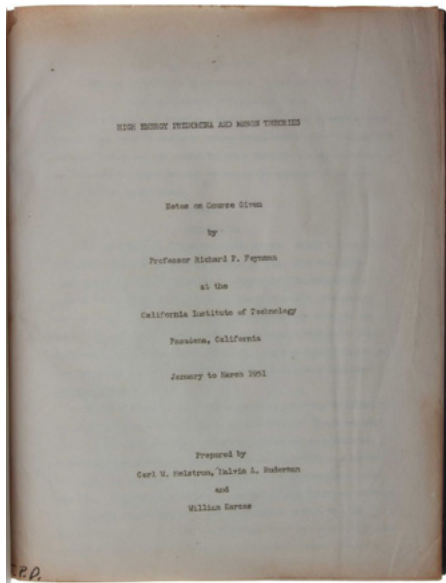 HIGH ENERGY PHENOMENA AND MESON THEORIES
Notes on Course Given
by
Professor Richard P. Feynman
at the
California Institute of Technology
Pasadena, California
January to March 1951
Prepared by
Carl W. Helstrom, Malvin A. Ruderman
and
William Karzas